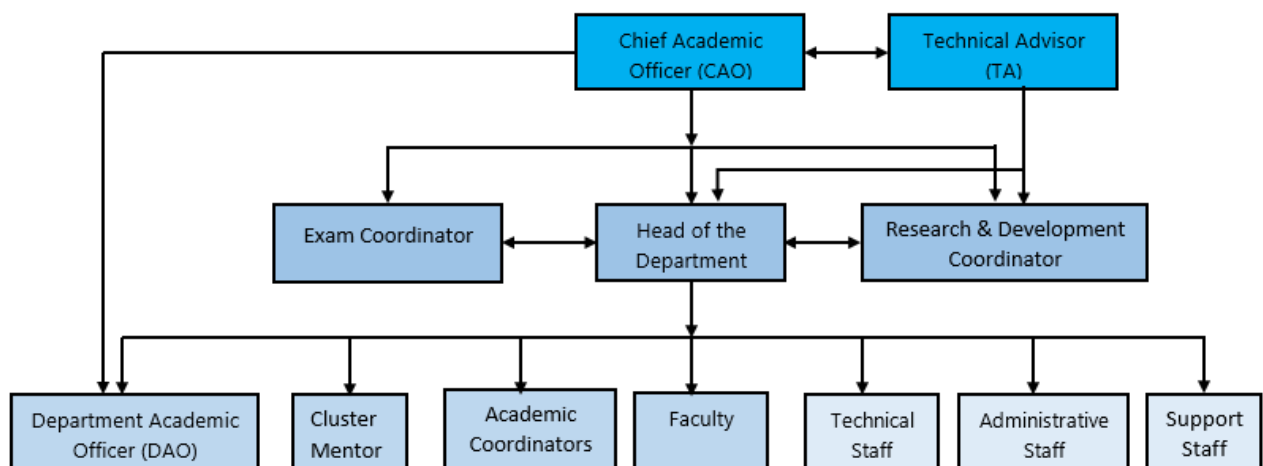 Chief Academic
Officer (CAO)
Technical Advisor
(TA)
Exam Coordinator
Head of the
Department
Research & Development
Coordinator
Department Academic
Officer (DAO)
Cluster
Mentor
Academic
Coordinators
Faculty
Technical
Staff
Administrative
Staff
Support
Staff